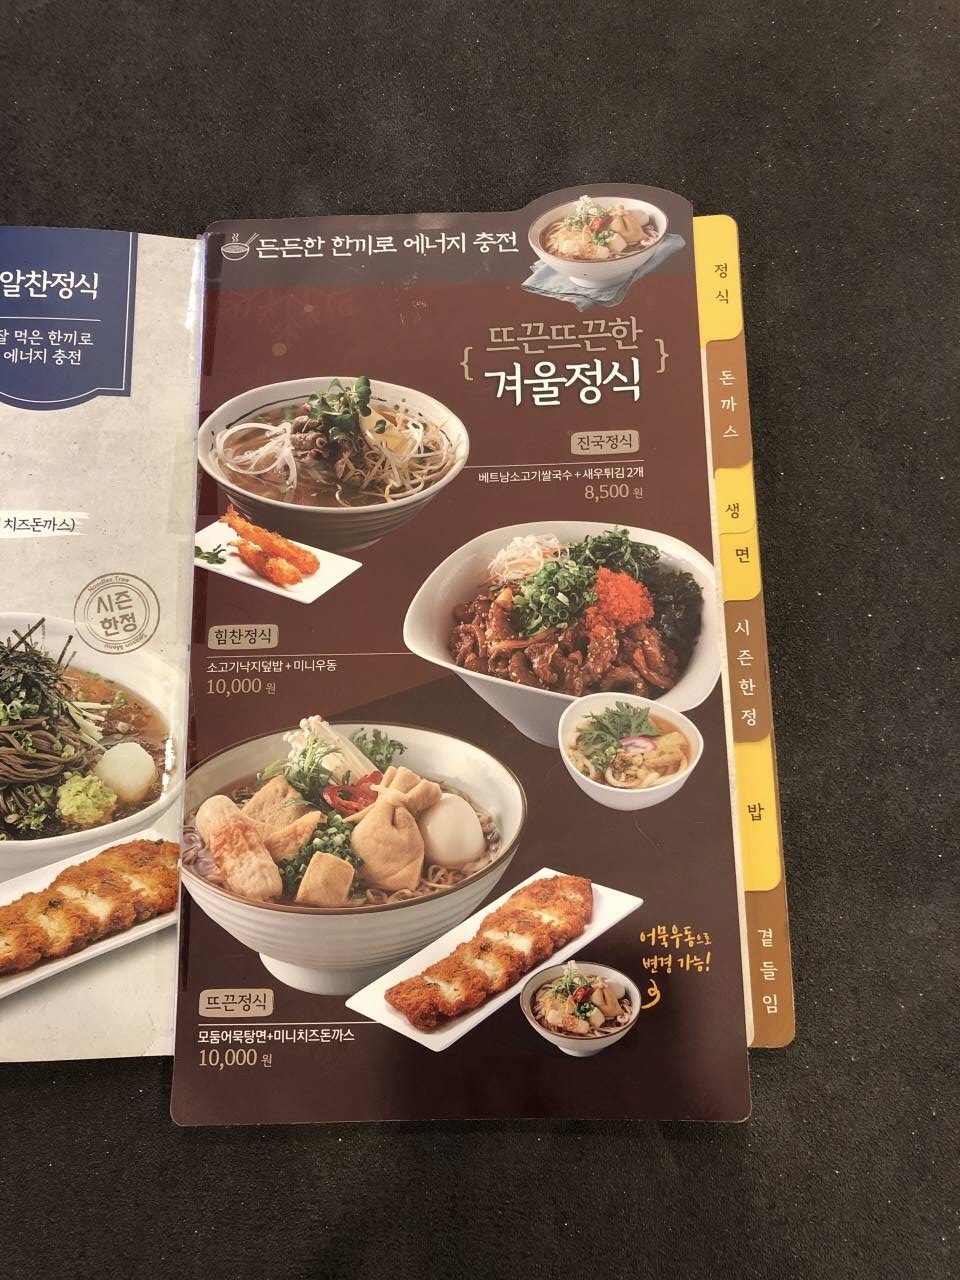 알찬정식
잘 먹은 한끼로
에너지 충전
치즈돈까스)
Noodles Tree
시즌
한정
든든한 한끼로 에너지 충전
뜨끈뜨끈한
겨울정식
진국정식
베트남소고기쌀국수 + 새우튀김 2개
8,500 원
힘찬정식
소고기낙지덮밥 + 미니우동
10,000 원
어묵우동으로
변경 가능!
뜨끈정식
모둠어묵탕면+미니치즈돈까스
10,000 원
정식
돈까스
생면
시즌한정
밥
곁들임